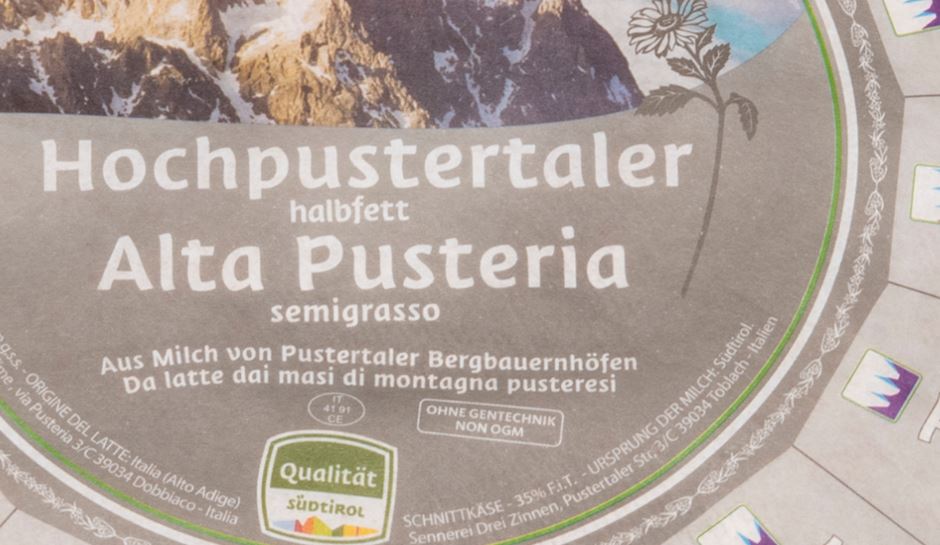 Hochpustertaler
halbfett
Alta Pusteria
semigrasso
Aus Milch von Pustertaler Bergbauernhöfen
Da latte dai masi di montagna pusteresi
IT
41 91
CE
OHNE GENTECHNIK
NON OGM
Qualität
SÜDTIROL
ORIGINE DEL LATTE: Italia (Alto Adige)
via Pusteria 3/C 39034 Dobbiaco - Italia
SCHNITTKÄSE - 35% F.i.T. - URSPRUNG DER MILCH: Südtirol.
Sennerei Drei Zinnen, Pustertaler Str, 3/C 39034 Toblach - Italien